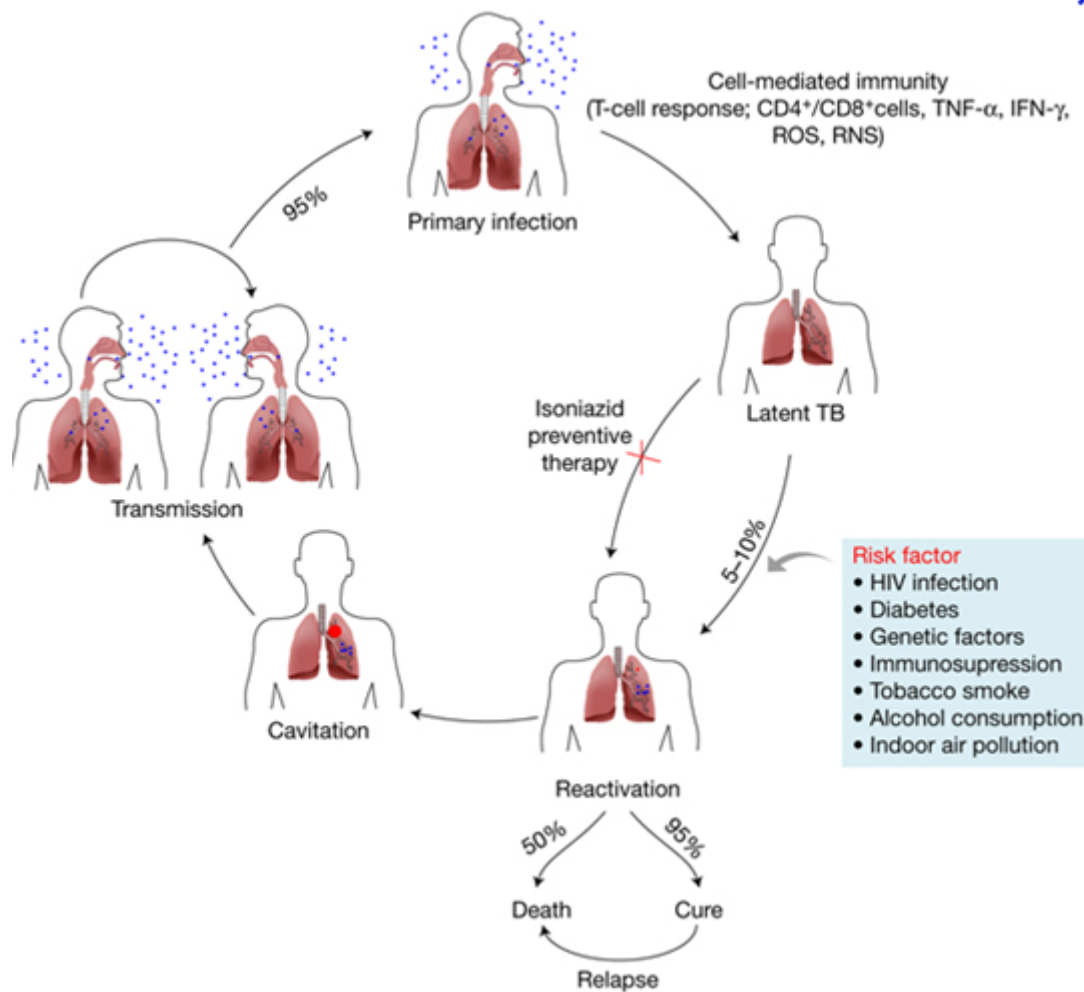 Cell-mediated immunity
(T-cell response; CD4⁺/CD8⁺cells, TNF-α, IFN-γ,
ROS, RNS)
95%
Primary infection
Latent TB
Isoniazid
preventive
therapy
Transmission
5–10%
Risk factor
• HIV infection
• Diabetes
• Genetic factors
• Immunosupression
• Tobacco smoke
• Alcohol consumption
• Indoor air pollution
Cavitation
Reactivation
50%
95%
Death
Cure
Relapse